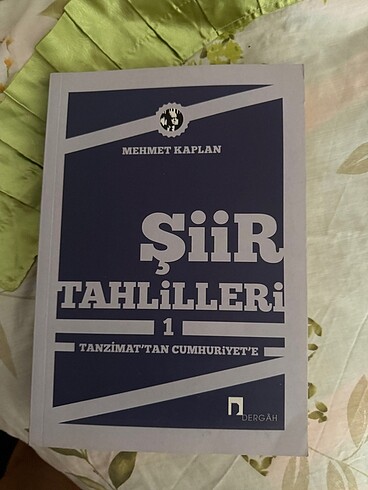 MEHMET KAPLAN
ŞiiR
TAHLiLLERi
1
TANZİMAT'TAN CUMHURİYET'E
DERGÂH